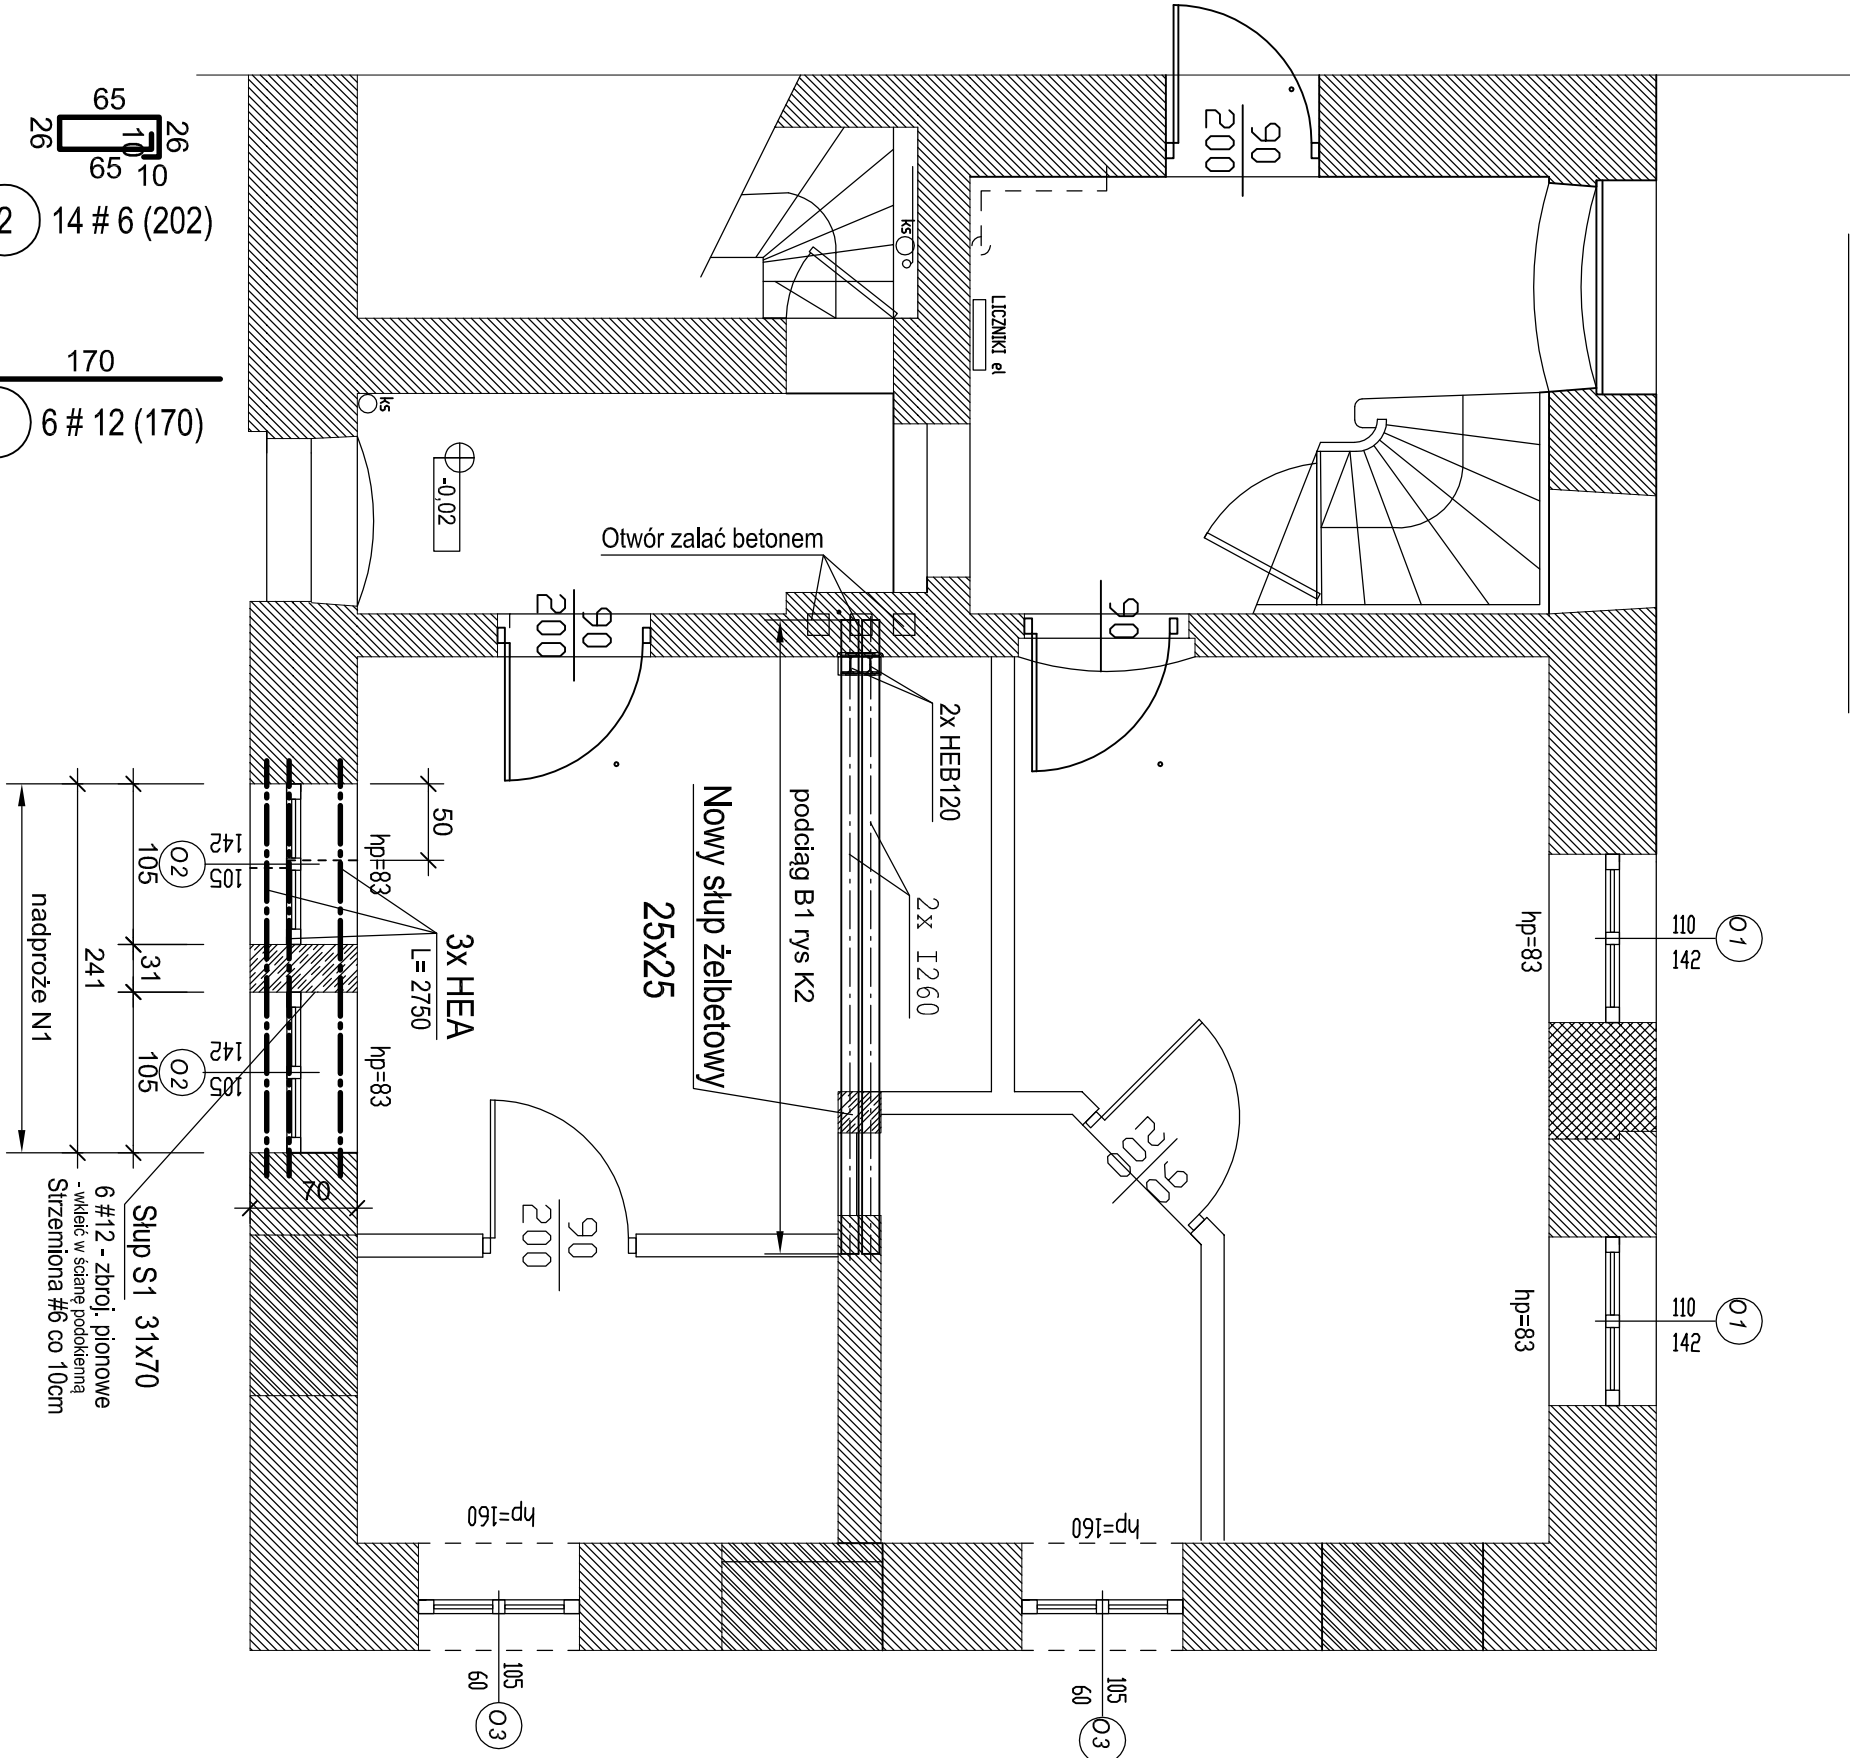 65
26
26
10
65
10
2
14 # 6 (202)
170
6 # 12 (170)
90
200
ks
LICZNIKI el
ks
-0,02
Otwór zalać betonem
90
200
90
2x HEB120
2x I260
podciąg B1 rys K2
Nowy słup żelbetowy
25x25
50
hp=83
hp=83
3x HEA
L= 2750
142
105
O2
105
142
105
O2
105
31
241
nadproże N1
70
Słup S1 31x70
6 #12 - zbroj. pionowe
- wkleić w ścianę podokienną
Strzemiona #6 co 10cm
90
200
90
200
hp=83
110
142
O1
hp=83
110
142
O1
hp=160
105
60
O3
hp=160
105
60
O3